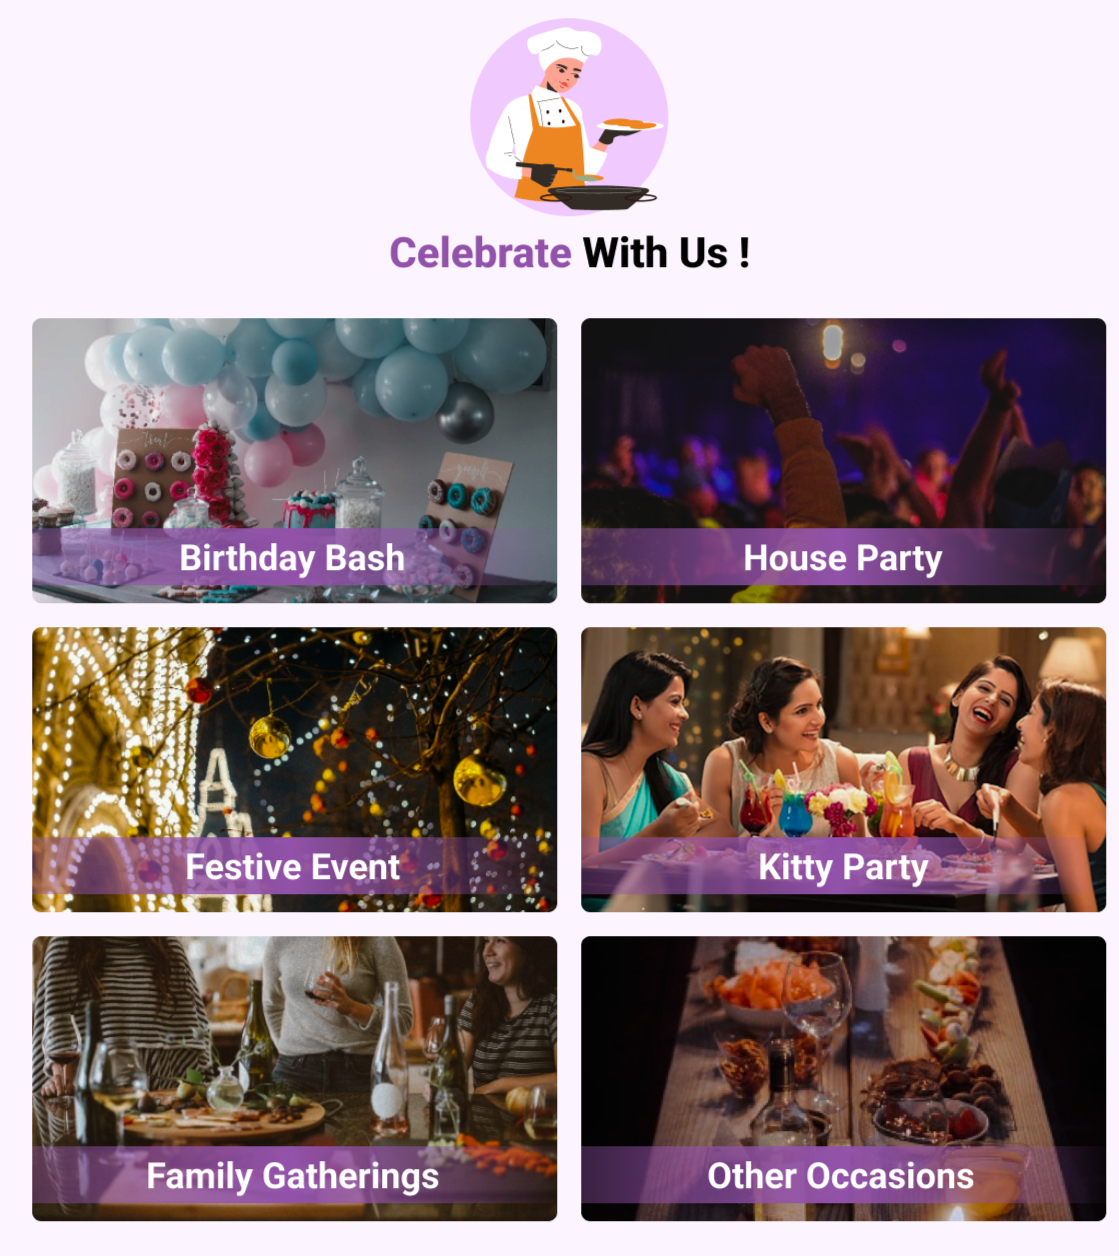 Celebrate With Us !
Birthday Bash
House Party
Festive Event
Kitty Party
Family Gatherings
Other Occasions